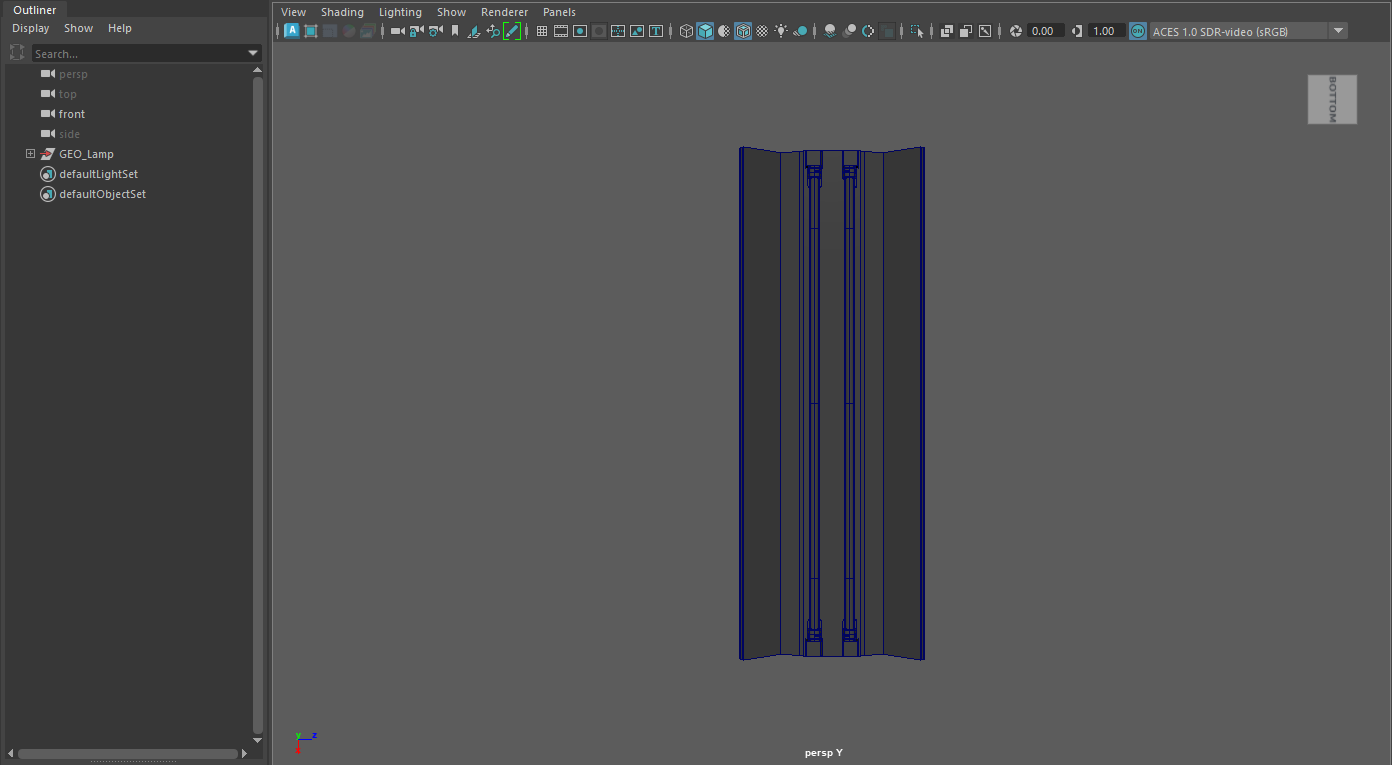 Outliner
Display Show Help
Search...
persp
top
front
side
GEO_Lamp
defaultLightSet
defaultObjectSet
View Shading Lighting Show Renderer Panels
A T 0.00 1.00 ON ACES 1.0 SDR-video (sRGB)
BOTTOM
y z
persp Y